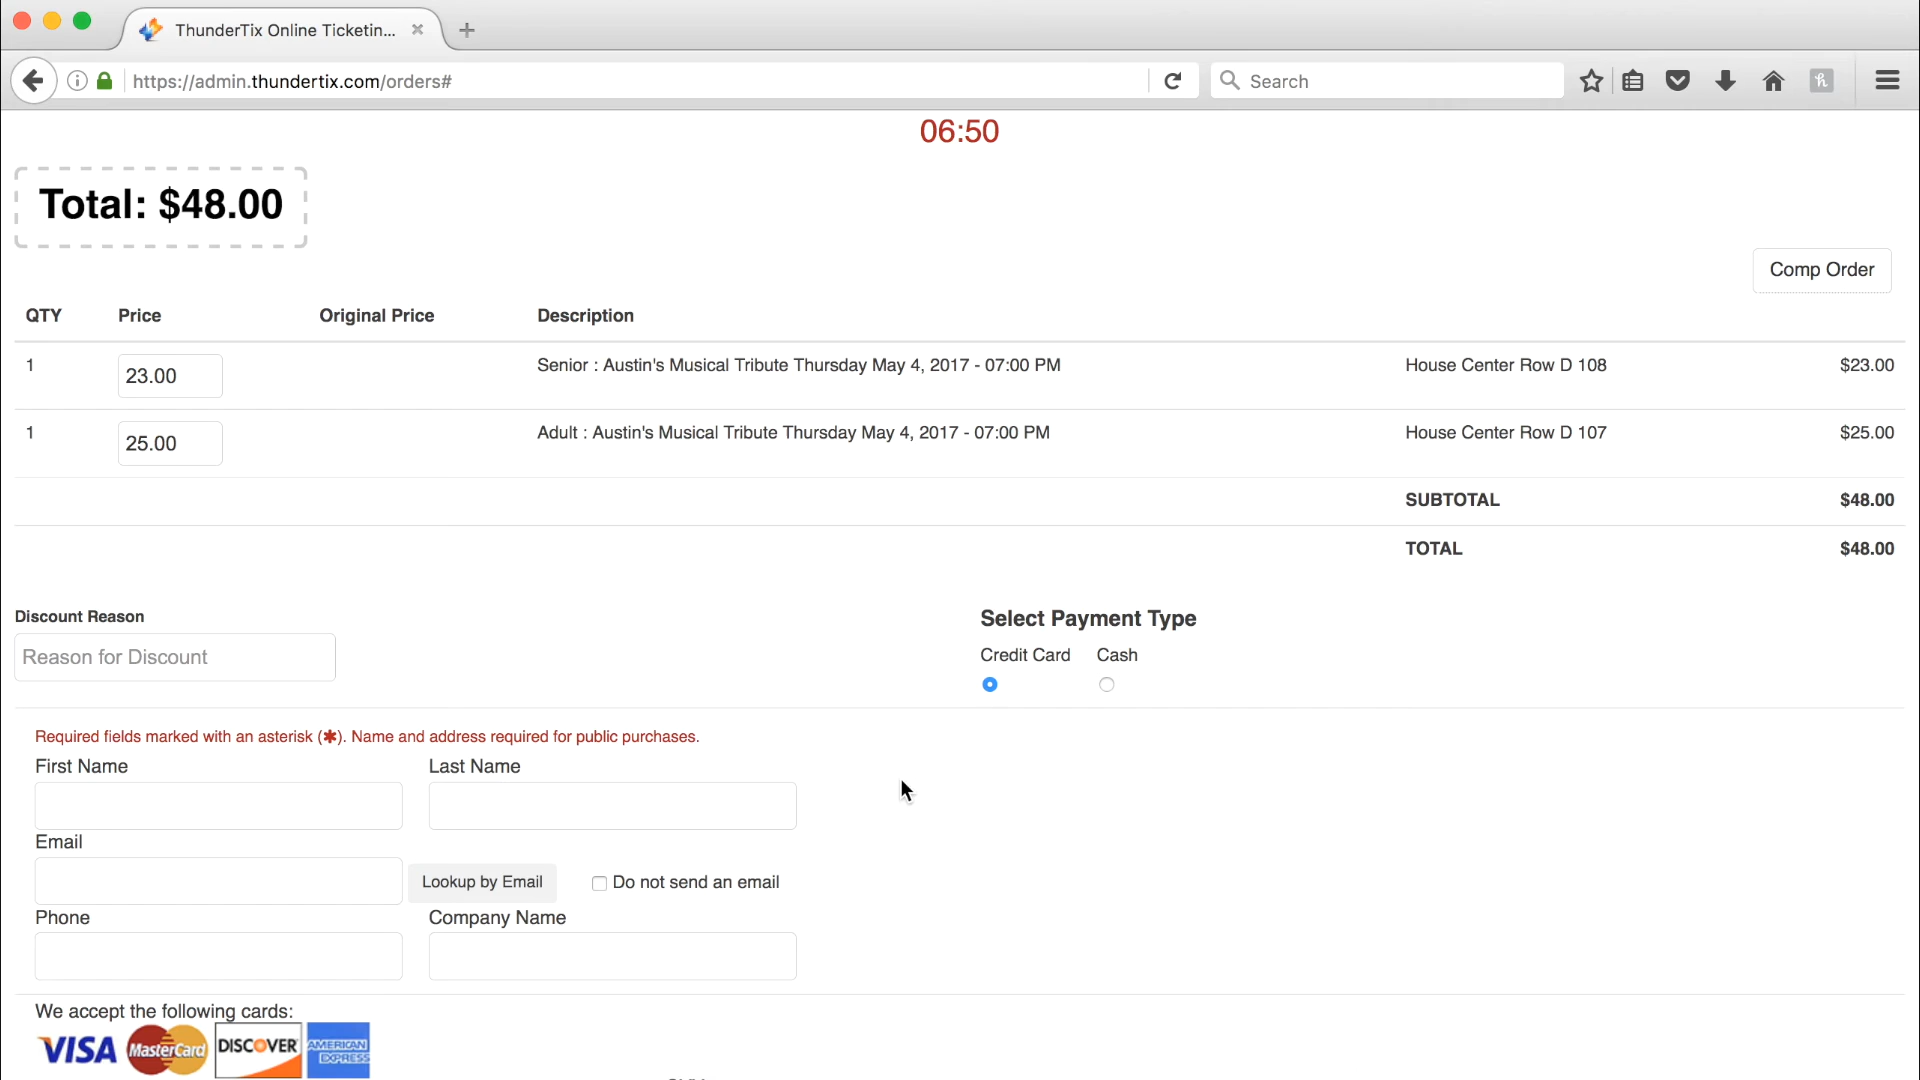 ThunderTix Online Ticketin...
https://admin.thundertix.com/orders#
Search
06:50
Total: $48.00
Comp Order
QTY Price Original Price Description
1 23.00 Senior : Austin's Musical Tribute Thursday May 4, 2017 - 07:00 PM House Center Row D 108 $23.00
1 25.00 Adult : Austin's Musical Tribute Thursday May 4, 2017 - 07:00 PM House Center Row D 107 $25.00
SUBTOTAL $48.00
TOTAL $48.00
Discount Reason
Reason for Discount
Select Payment Type
Credit Card Cash
Required fields marked with an asterisk (✱). Name and address required for public purchases.
First Name Last Name
Email
Lookup by Email Do not send an email
Phone Company Name
We accept the following cards:
VISA MasterCard DISCOVER AMERICAN EXPRESS